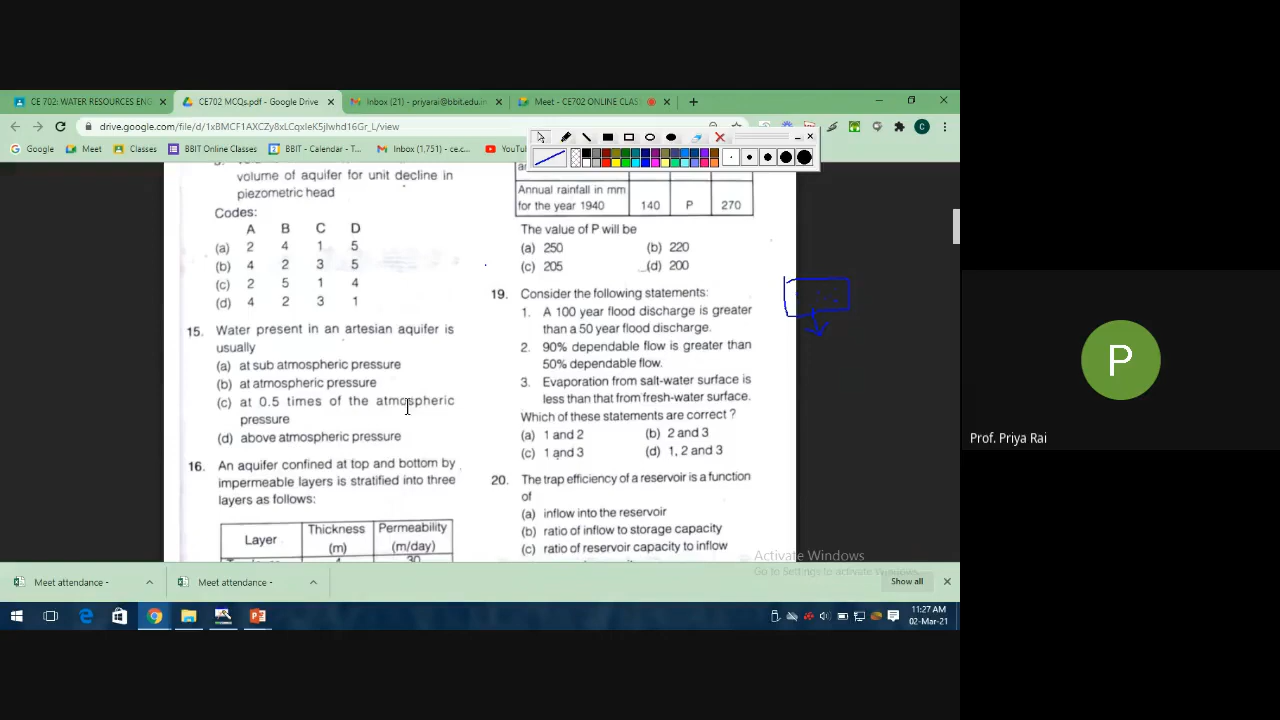 CE 702: WATER RESOURCES ENG
CE702 MCQs.pdf - Google Drive
Inbox (21) - priyarai@bbit.edu.in
Meet - CE702 ONLINE CLAS
drive.google.com/file/d/1x8MCF1AXCZy8xLCqxIeK5jIwhd16Gr_L/view
Google
Meet
Classes
BBIT Online Classes
BBIT - Calendar - T...
Inbox (1,751) - ce.c...
YouTu
volume of aquifer for unit decline in
piezometric head
Codes:
A B C D
(a) 2 4 1 5
(b) 4 2 3 5
(c) 2 5 1 4
(d) 4 2 3 1
15. Water present in an artesian aquifer is
usually
(a) at sub atmospheric pressure
(b) at atmospheric pressure
(c) at 0.5 times of the atmospheric
pressure
(d) above atmospheric pressure
16. An aquifer confined at top and bottom by
impermeable layers is stratified into three
layers as follows:
Layer
Thickness
(m)
Permeability
(m/day)
Annual rainfall in mm
for the year 1940
140 P 270
The value of P will be
(a) 250 (b) 220
(c) 205 (d) 200
19. Consider the following statements:
1. A 100 year flood discharge is greater
than a 50 year flood discharge.
2. 90% dependable flow is greater than
50% dependable flow.
3. Evaporation from salt-water surface is
less than that from fresh-water surface.
Which of these statements are correct ?
(a) 1 and 2 (b) 2 and 3
(c) 1 and 3 (d) 1, 2 and 3
20. The trap efficiency of a reservoir is a function
of
(a) inflow into the reservoir
(b) ratio of inflow to storage capacity
(c) ratio of reservoir capacity to inflow
Activate Windows
Go to Settings to activate Windows.
Meet attendance -
Meet attendance -
Show all
11:27 AM
02-Mar-21
P
Prof. Priya Rai